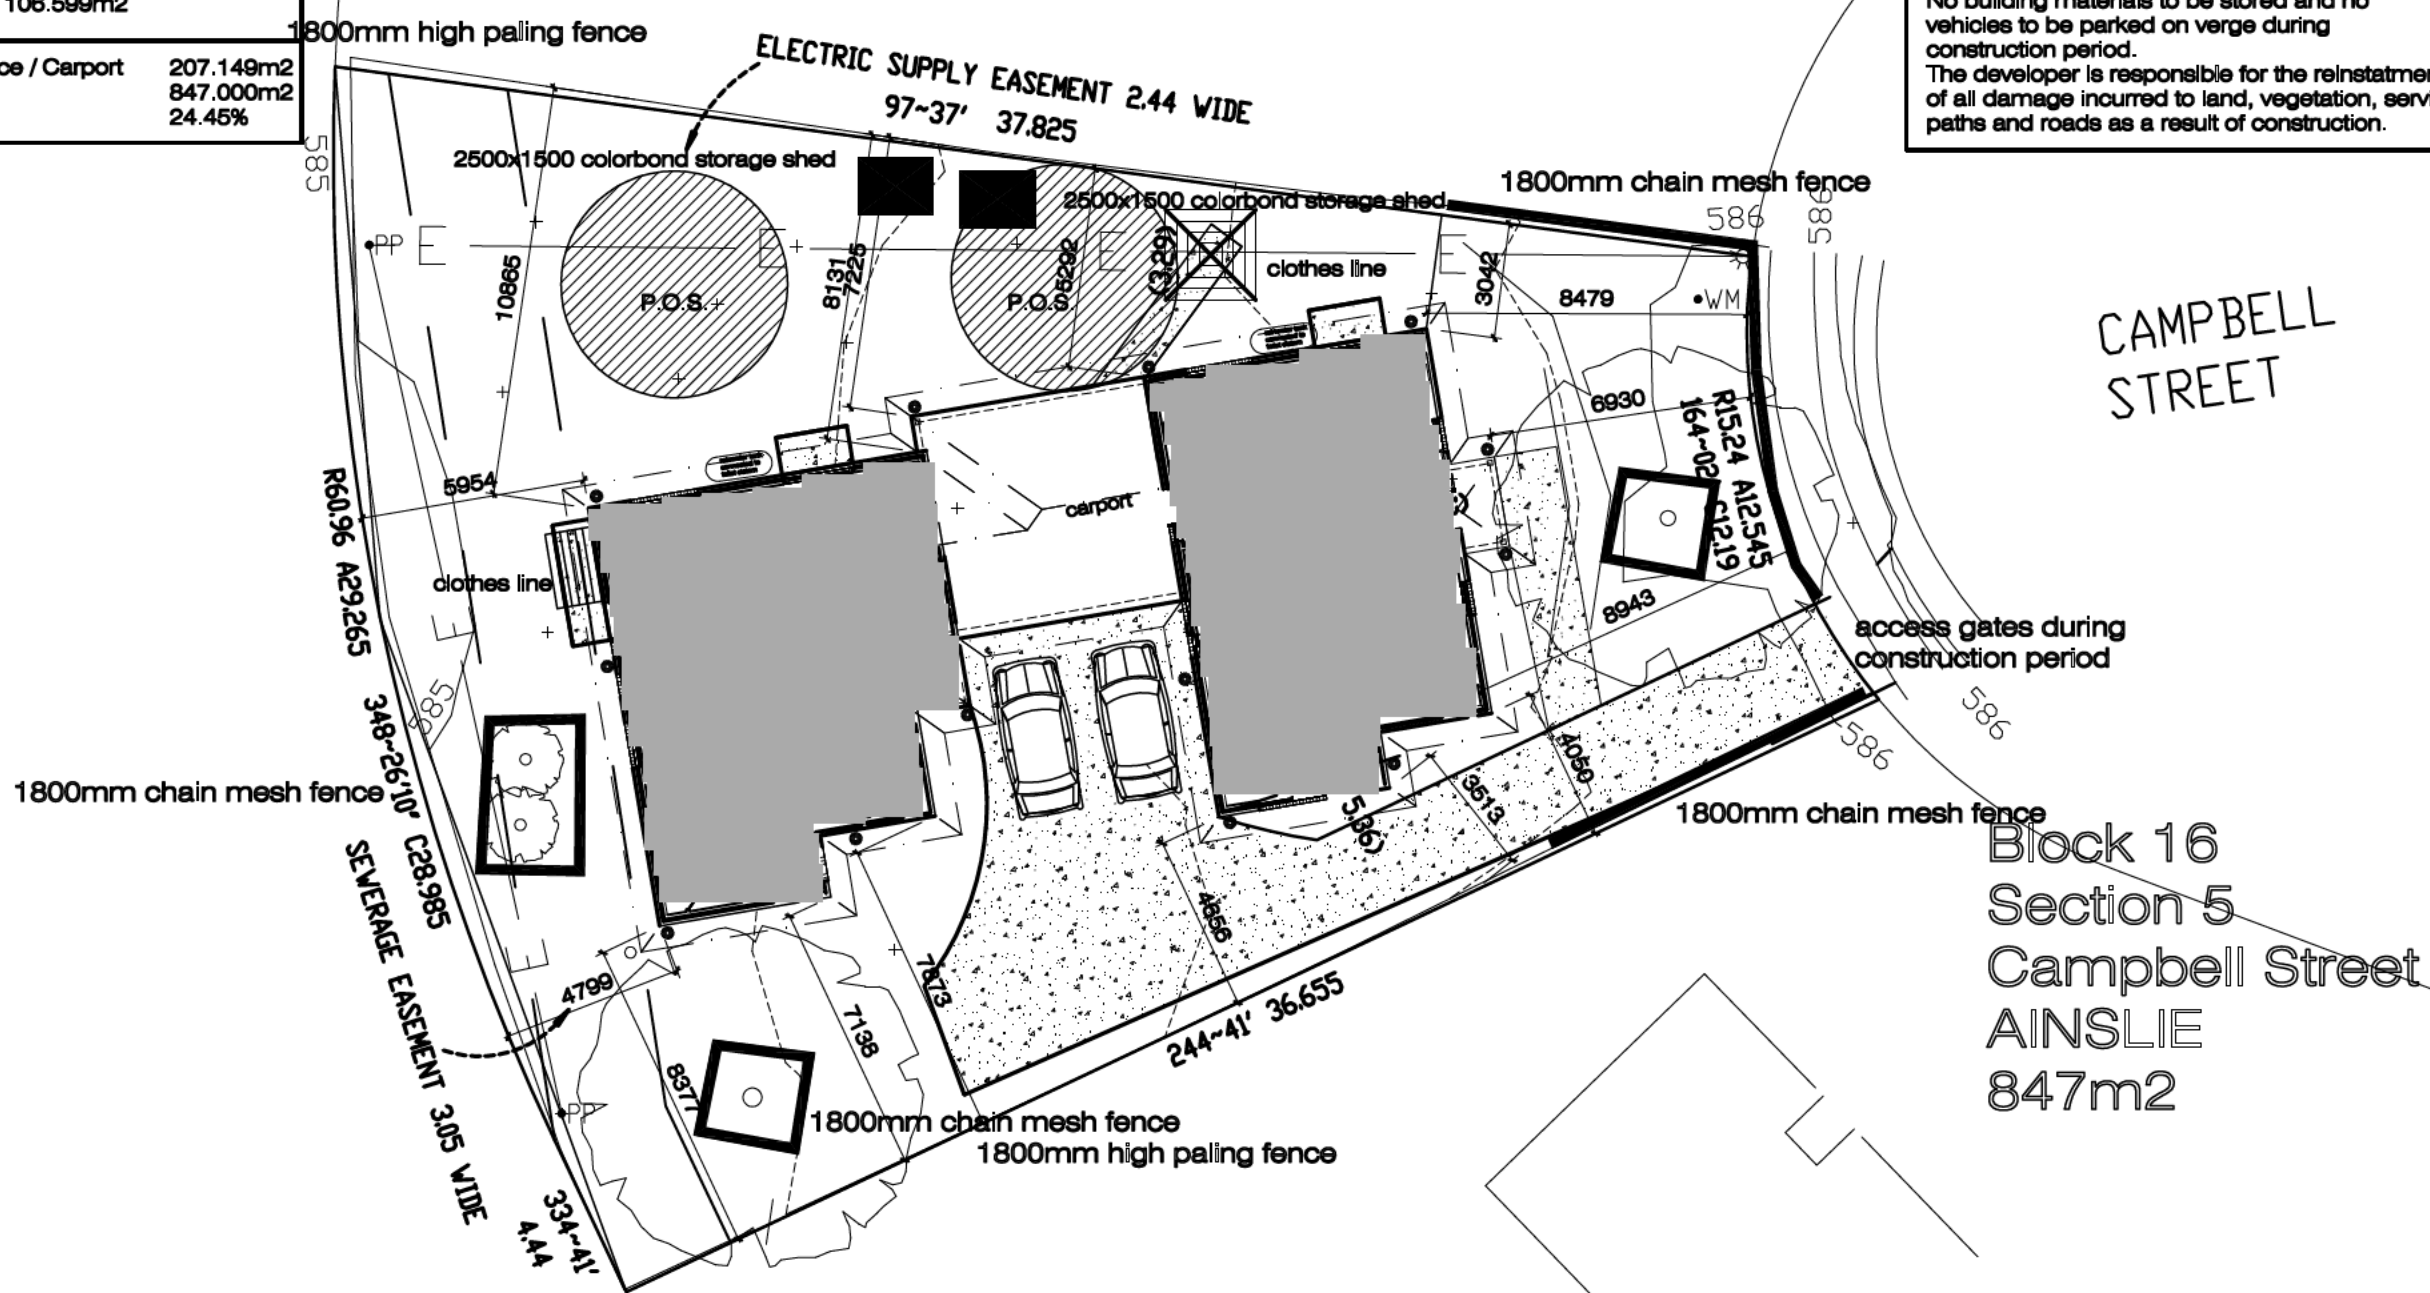 106.599m2
ce / Carport 207.149m2
847.000m2
24.45%
1800mm high paling fence
ELECTRIC SUPPLY EASEMENT 2.44 WIDE
97~37' 37.825
No building materials to be stored and no
vehicles to be parked on verge during
construction period.
The developer is responsible for the reinstatmen
of all damage incurred to land, vegetation, servi
paths and roads as a result of construction.
585
2500x1500 colorbond storage shed
2500x1500 colorbond storage shed
1800mm chain mesh fence
586
586
PP
E
E
E
E
10865
8131
7225
P.O.S.
P.O.S.
5292
(3.29)
clothes line
3042
8479
WM
CAMPBELL
STREET
6930
R15.24 A12.545
164~02' C12.19
5954
carport
R60.96 A29.265
clothes line
E
8943
access gates during
construction period
585
348~26'10" C28.985
586
586
1800mm chain mesh fence
4050
3513
5.36)
1800mm chain mesh fence
Block 16
Section 5
Campbell Street
AINSLIE
847m2
SEWERAGE EASEMENT 3.05 WIDE
E
4799
7873
4656
7138
8377
244~41' 36.655
PP
1800mm chain mesh fence
1800mm high paling fence
334~41'
4.44